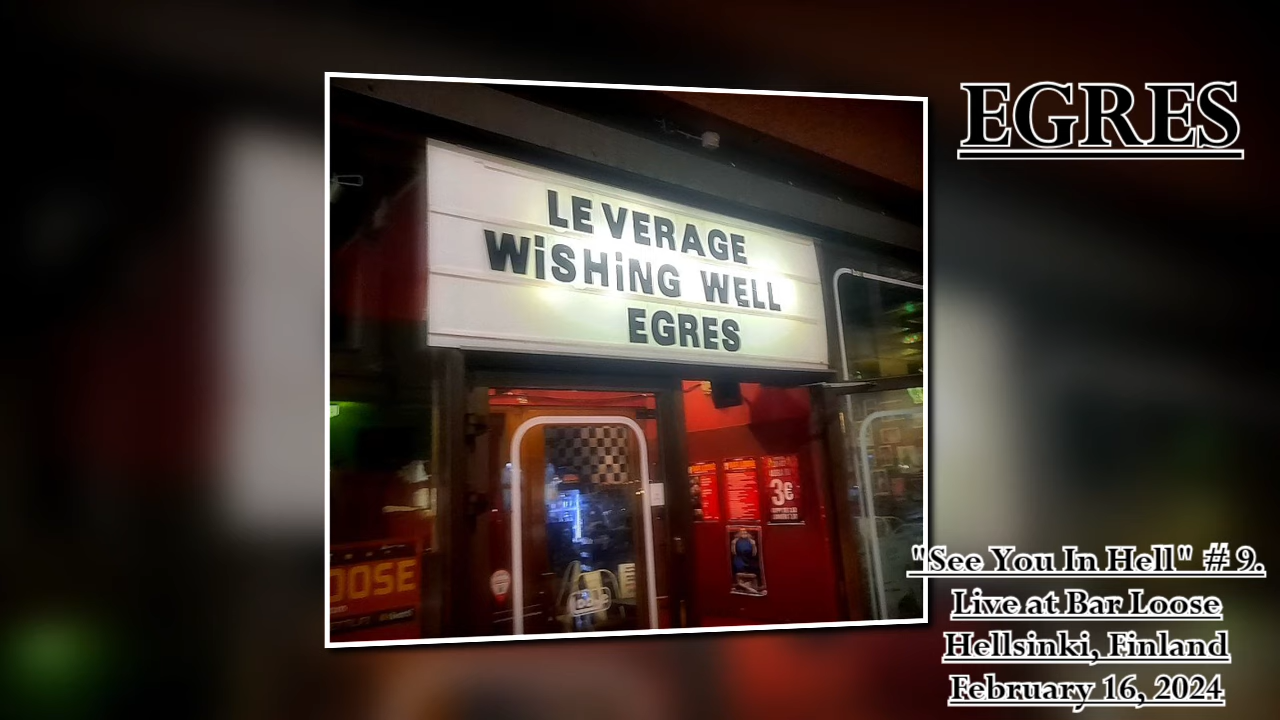 EGRES
LEVERAGE
WiSHiNG WELL
EGRES
3€
OOSE
"See You In Hell" # 9.
Live at Bar Loose
Hellsinki, Finland
February 16, 2024